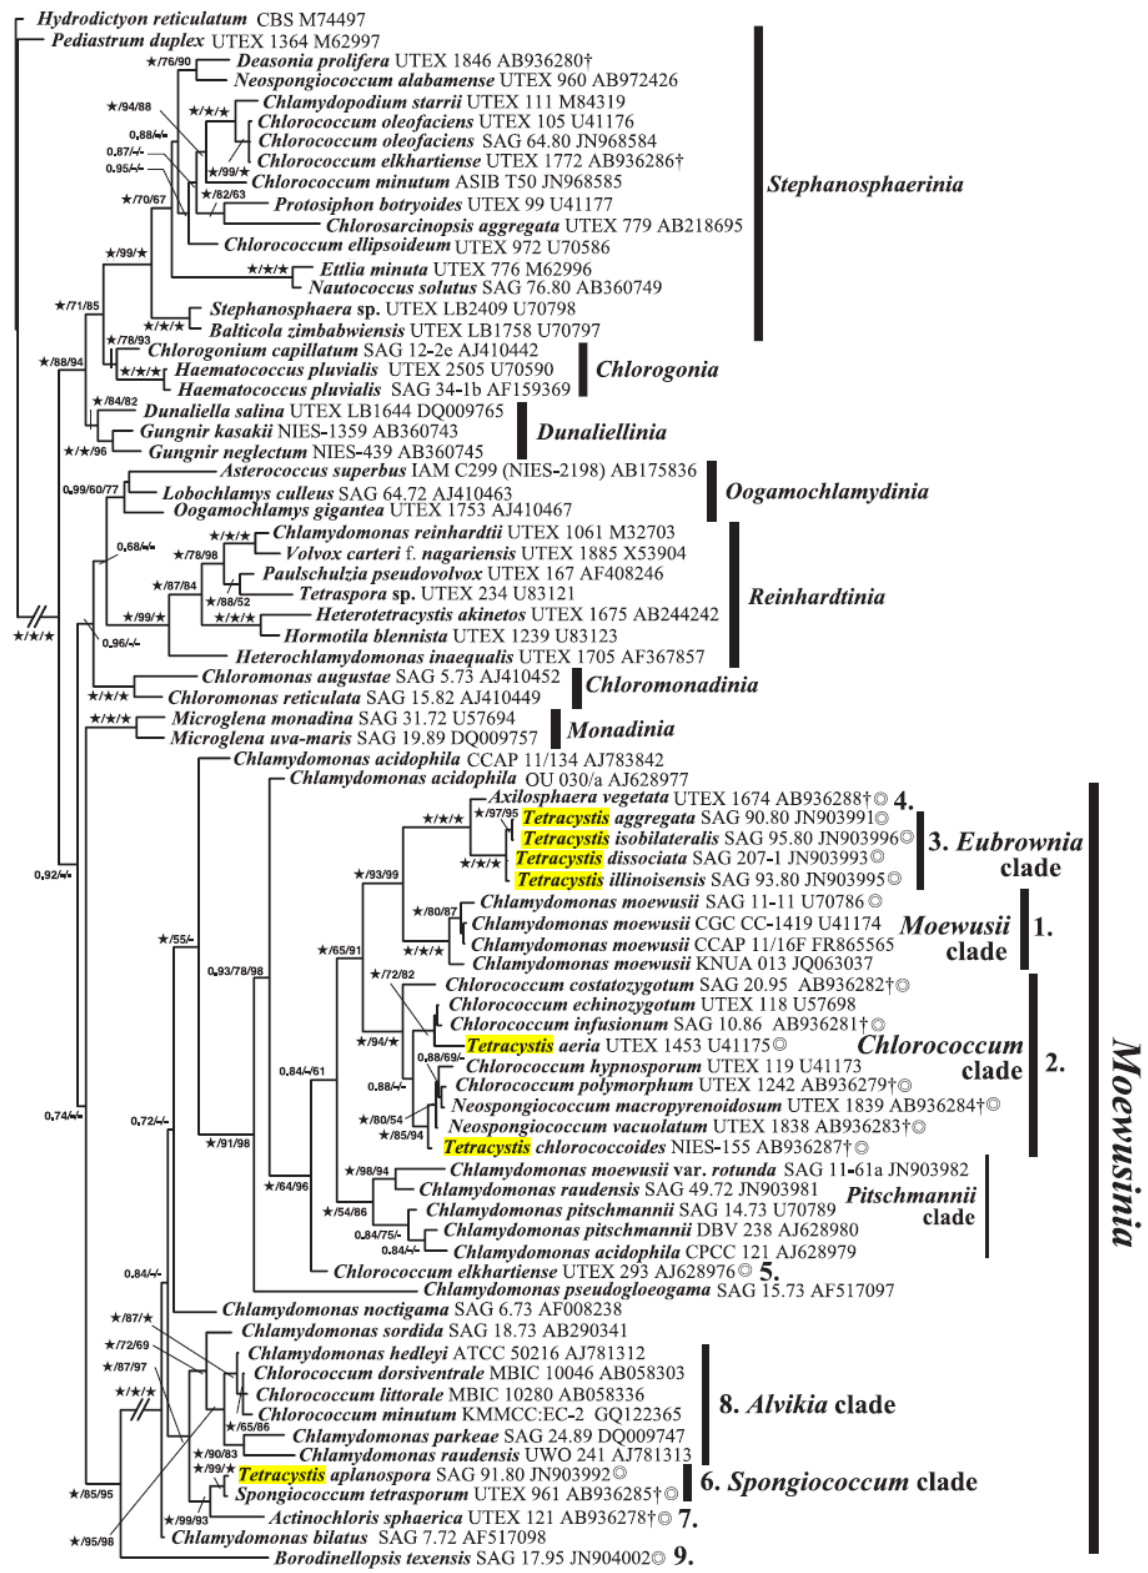 Hydrodictyon reticulatum CBS M74497
Pediastrum duplex UTEX 1364 M62997
★/76/90 Deasonia prolifera UTEX 1846 AB936280†
Neospongiococcum alabamense UTEX 960 AB972426
★/94/88 ★/★/★ Chlamydopodium starrii UTEX 111 M84319
Chlorococcum oleofaciens UTEX 105 U41176
0.88/-/- Chlorococcum oleofaciens SAG 64.80 JN968584
0.87/-/- Chlorococcum elkhartiense UTEX 1772 AB936286†
0.95/-/- ★/99/★ Chlorococcum minutum ASIB T50 JN968585
Stephanosphaerinia
★/70/67 ★/82/63 Protosiphon botryoides UTEX 99 U41177
Chlorosarcinopsis aggregata UTEX 779 AB218695
★/99/★ Chlorococcum ellipsoideum UTEX 972 U70586
★/★/★ Ettlia minuta UTEX 776 M62996
Nautococcus solutus SAG 76.80 AB360749
★/71/85 Stephanosphaera sp. UTEX LB2409 U70798
★/★/★ Balticola zimbabwiensis UTEX LB1758 U70797
★/78/93 Chlorogonium capillatum SAG 12-2e AJ410442
★/88/94 ★/★/★ Haematococcus pluvialis UTEX 2505 U70590 Chlorogonia
Haematococcus pluvialis SAG 34-1b AF159369
★/84/82 Dunaliella salina UTEX LB1644 DQ009765
Gungnir kasakii NIES-1359 AB360743 Dunaliellinia
★/★/96 Gungnir neglectum NIES-439 AB360745
Asterococcus superbus IAM C299 (NIES-2198) AB175836
0.99/60/77 Lobochlamys culleus SAG 64.72 AJ410463 Oogamochlamydinia
Oogamochlamys gigantea UTEX 1753 AJ410467
★/★/★ Chlamydomonas reinhardtii UTEX 1061 M32703
0.68/-/- ★/78/98 Volvox carteri f. nagariensis UTEX 1885 X53904
★/87/84 Paulschulzia pseudovolvox UTEX 167 AF408246
★/88/52 Tetraspora sp. UTEX 234 U83121 Reinhardtinia
★/99/★ ★/★/★ Heterotetracystis akinetos UTEX 1675 AB244242
★/★/★ 0.96/-/- Hormotila blennista UTEX 1239 U83123
Heterochlamydomonas inaequalis UTEX 1705 AF367857
Chloromonas augustae SAG 5.73 AJ410452 Chloromonadinia
★/★/★ Chloromonas reticulata SAG 15.82 AJ410449
★/★/★ Microglena monadina SAG 31.72 U57694 Monadinia
Microglena uva-maris SAG 19.89 DQ009757
Chlamydomonas acidophila CCAP 11/134 AJ783842
Chlamydomonas acidophila OU 030/a AJ628977
Axilosphaera vegetata UTEX 1674 AB936288†◎ 4.
★/★/★ ★/97/95 Tetracystis aggregata SAG 90.80 JN903991◎
Tetracystis isobilateralis SAG 95.80 JN903996◎ 3. Eubrownia clade
★/★/★ Tetracystis dissociata SAG 207-1 JN903993◎
0.92/-/- ★/93/99 Tetracystis illinoisensis SAG 93.80 JN903995◎
★/80/87 Chlamydomonas moewusii SAG 11-11 U70786◎
Chlamydomonas moewusii CGC CC-1419 U41174 Moewusii clade 1.
★/55/- ★/65/91 ★/★/★ Chlamydomonas moewusii CCAP 11/16F FR865565
0.93/78/98 ★/72/82 Chlamydomonas moewusii KNUA 013 JQ063037
Chlorococcum costatozygotum SAG 20.95 AB936282†◎
Chlorococcum echinozygotum UTEX 118 U57698
Chlorococcum infusionum SAG 10.86 AB936281†◎
★/94/★ Tetracystis aeria UTEX 1453 U41175◎ Chlorococcum clade 2.
0.84/-/61 0.88/69/- Chlorococcum hypnosporum UTEX 119 U41173
0.88/-/- Chlorococcum polymorphum UTEX 1242 AB936279†◎
0.74/-/- 0.72/-/- ★/80/54 Neospongiococcum macropyrenoidosum UTEX 1839 AB936284†◎
★/91/98 ★/85/94 Neospongiococcum vacuolatum UTEX 1838 AB936283†◎
Tetracystis chlorococcoides NIES-155 AB936287†◎
Moewusinia
★/64/96 ★/98/94 Chlamydomonas moewusii var. rotunda SAG 11-61a JN903982
Chlamydomonas raudensis SAG 49.72 JN903981 Pitschmannii clade
★/54/86 Chlamydomonas pitschmannii SAG 14.73 U70789
0.84/75/- Chlamydomonas pitschmannii DBV 238 AJ628980
0.84/-/- Chlamydomonas acidophila CPCC 121 AJ628979
0.84/-/- Chlorococcum elkhartiense UTEX 293 AJ628976◎ 5.
Chlamydomonas pseudogloeogama SAG 15.73 AF517097
★/87/★ Chlamydomonas noctigama SAG 6.73 AF008238
★/72/69 Chlamydomonas sordida SAG 18.73 AB290341
★/87/97 Chlamydomonas hedleyi ATCC 50216 AJ781312
Chlorococcum dorsiventrale MBIC 10046 AB058303
★/★/★ Chlorococcum littorale MBIC 10280 AB058336 8. Alvikia clade
Chlorococcum minutum KMMCC:EC-2 GQ122365
★/65/86 Chlamydomonas parkeae SAG 24.89 DQ009747
★/90/83 Chlamydomonas raudensis UWO 241 AJ781313
★/99/★ Tetracystis aplanospora SAG 91.80 JN903992◎
★/85/95 Spongiococcum tetrasporum UTEX 961 AB936285†◎ 6. Spongiococcum clade
★/99/93 Actinochloris sphaerica UTEX 121 AB936278†◎ 7.
★/95/98 Chlamydomonas bilatus SAG 7.72 AF517098
Borodinellopsis texensis SAG 17.95 JN904002◎ 9.